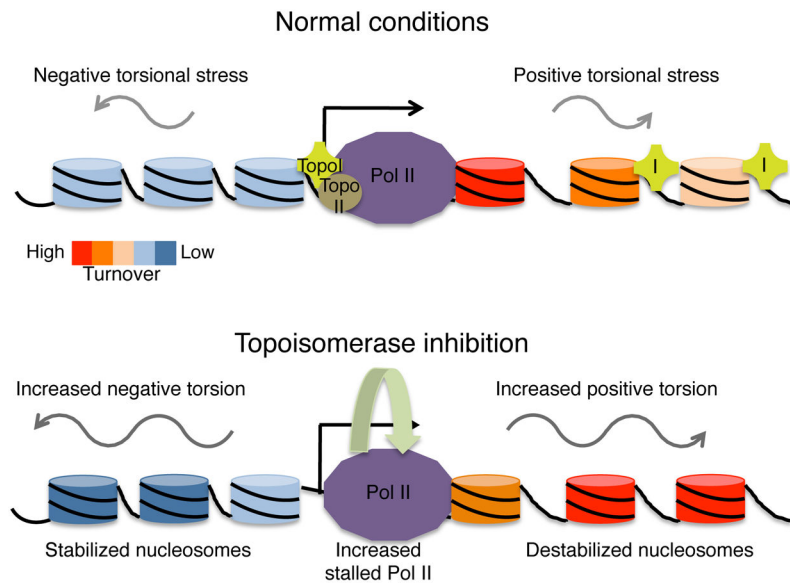 Normal conditions
Negative torsional stress
Positive torsional stress
TopoI
Topo
II
Pol II
I
I
High
Low
Turnover
Topoisomerase inhibition
Increased negative torsion
Increased positive torsion
Pol II
Stabilized nucleosomes
Increased
stalled Pol II
Destabilized nucleosomes